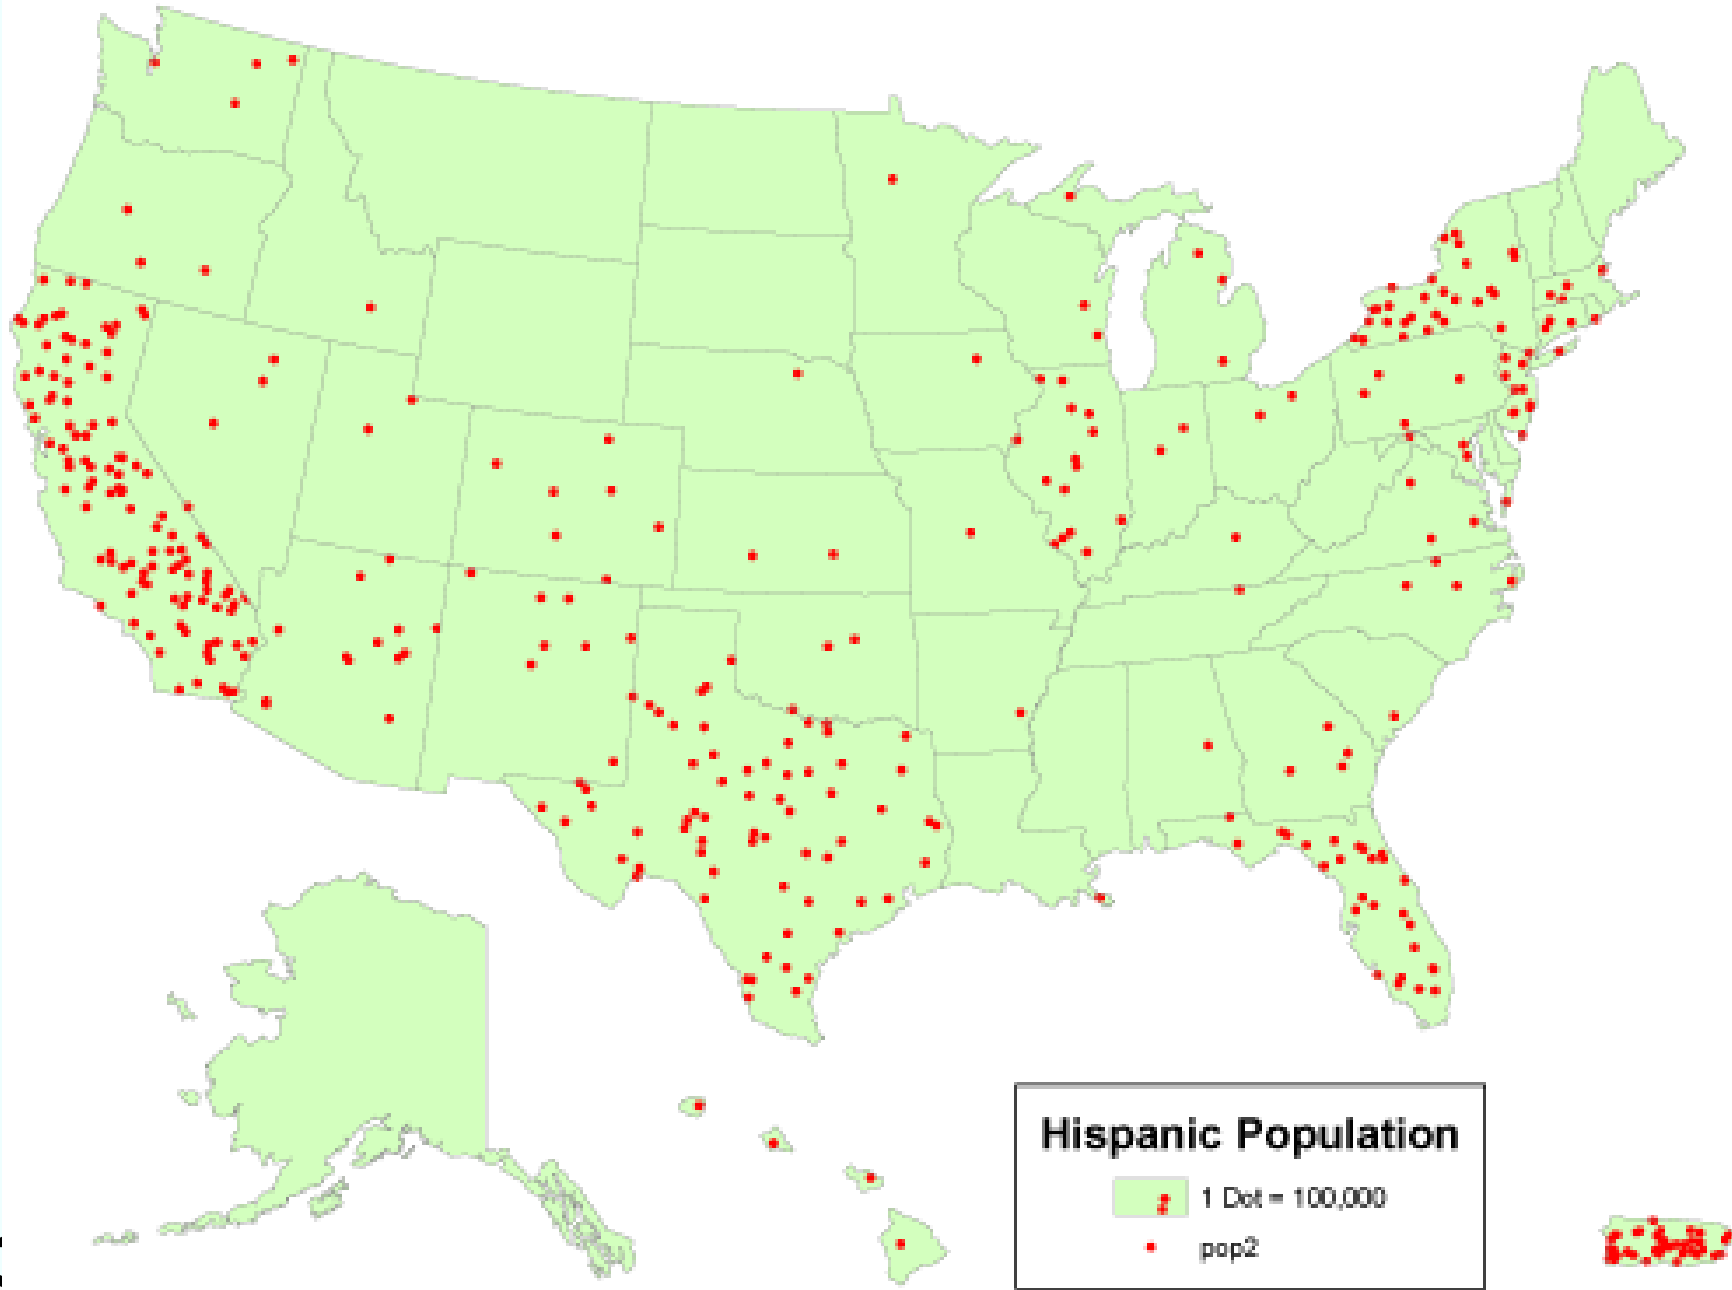 Hispanic Population
1 Dot = 100,000
pop2